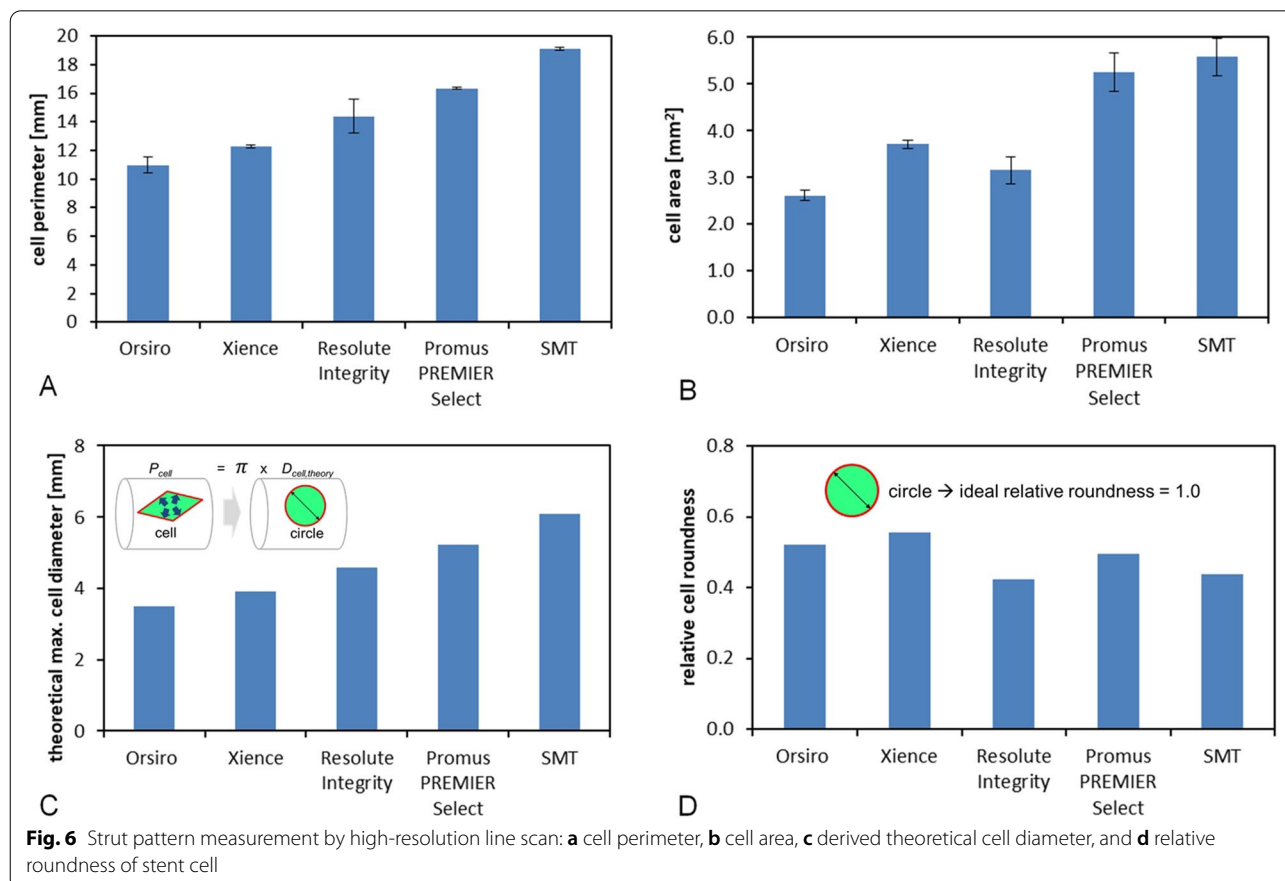 20
18
16
14
12
10
8
6
4
2
0
cell perimeter [mm]
Orsiro
Xience
Resolute
Integrity
Promus
PREMIER
Select
SMT
A
6.0
5.0
4.0
3.0
2.0
1.0
0.0
cell area [mm²]
Orsiro
Xience
Resolute
Integrity
Promus
PREMIER
Select
SMT
B
8
6
4
2
0
theoretical max. cell diameter [mm]
P_cell = π x D_cell,theory
cell
circle
Orsiro
Xience
Resolute
Integrity
Promus
PREMIER
Select
SMT
C
0.8
0.6
0.4
0.2
0.0
relative cell roundness
circle → ideal relative roundness = 1.0
Orsiro
Xience
Resolute
Integrity
Promus
PREMIER
Select
SMT
D
Fig. 6 Strut pattern measurement by high-resolution line scan: a cell perimeter, b cell area, c derived theoretical cell diameter, and d relative
roundness of stent cell